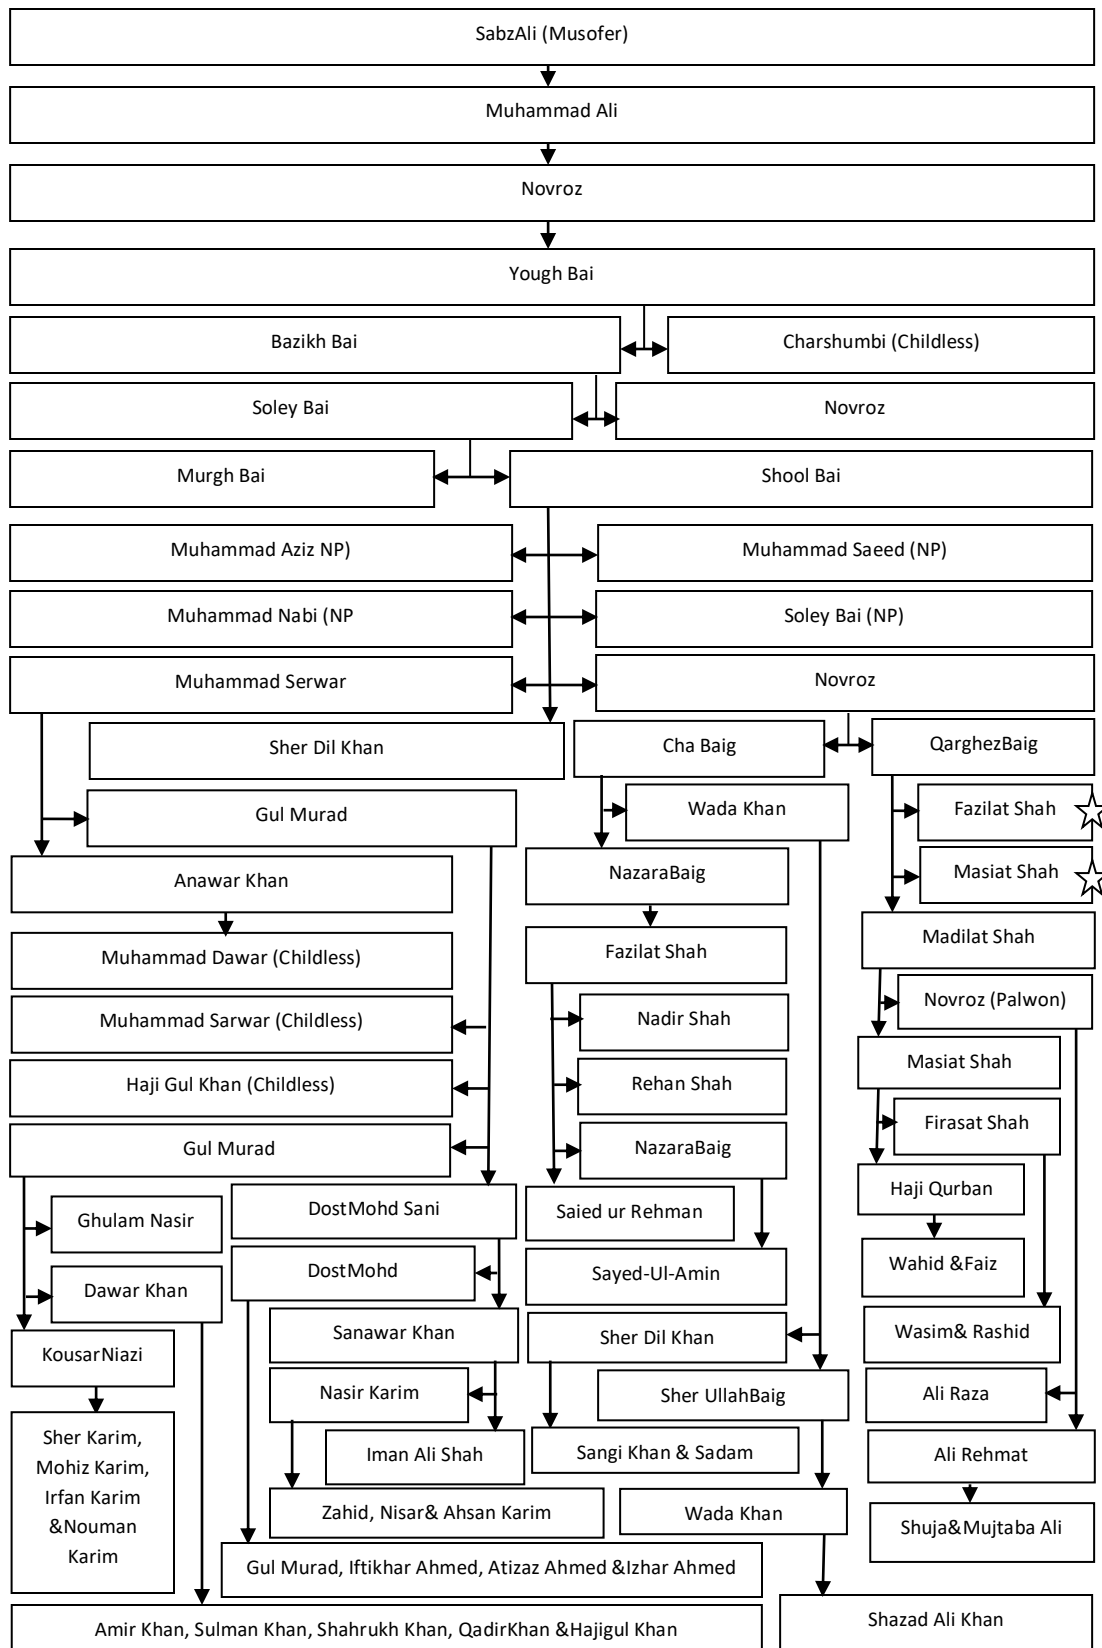 SabzAli (Musofer)
Muhammad Ali
Novroz
Yough Bai
Bazikh Bai
Charshumbi (Childless)
Soley Bai
Novroz
Murgh Bai
Shool Bai
Muhammad Aziz NP)
Muhammad Saeed (NP)
Muhammad Nabi (NP
Soley Bai (NP)
Muhammad Serwar
Novroz
Sher Dil Khan
Cha Baig
QarghezBaig
Gul Murad
Wada Khan
Fazilat Shah
Anawar Khan
NazaraBaig
Masiat Shah
Muhammad Dawar (Childless)
Fazilat Shah
Madilat Shah
Muhammad Sarwar (Childless)
Nadir Shah
Novroz (Palwon)
Haji Gul Khan (Childless)
Rehan Shah
Masiat Shah
Gul Murad
NazaraBaig
Firasat Shah
Ghulam Nasir
DostMohd Sani
Saied ur Rehman
Haji Qurban
Dawar Khan
DostMohd
Sayed-Ul-Amin
Wahid &Faiz
KousarNiazi
Sanawar Khan
Sher Dil Khan
Wasim& Rashid
Nasir Karim
Sher UllahBaig
Ali Raza
Sher Karim,
Mohiz Karim,
Irfan Karim
&Nouman
Karim
Iman Ali Shah
Sangi Khan & Sadam
Ali Rehmat
Zahid, Nisar& Ahsan Karim
Wada Khan
Shuja&Mujtaba Ali
Gul Murad, Iftikhar Ahmed, Atizaz Ahmed &Izhar Ahmed
Amir Khan, Sulman Khan, Shahrukh Khan, QadirKhan &Hajigul Khan
Shazad Ali Khan